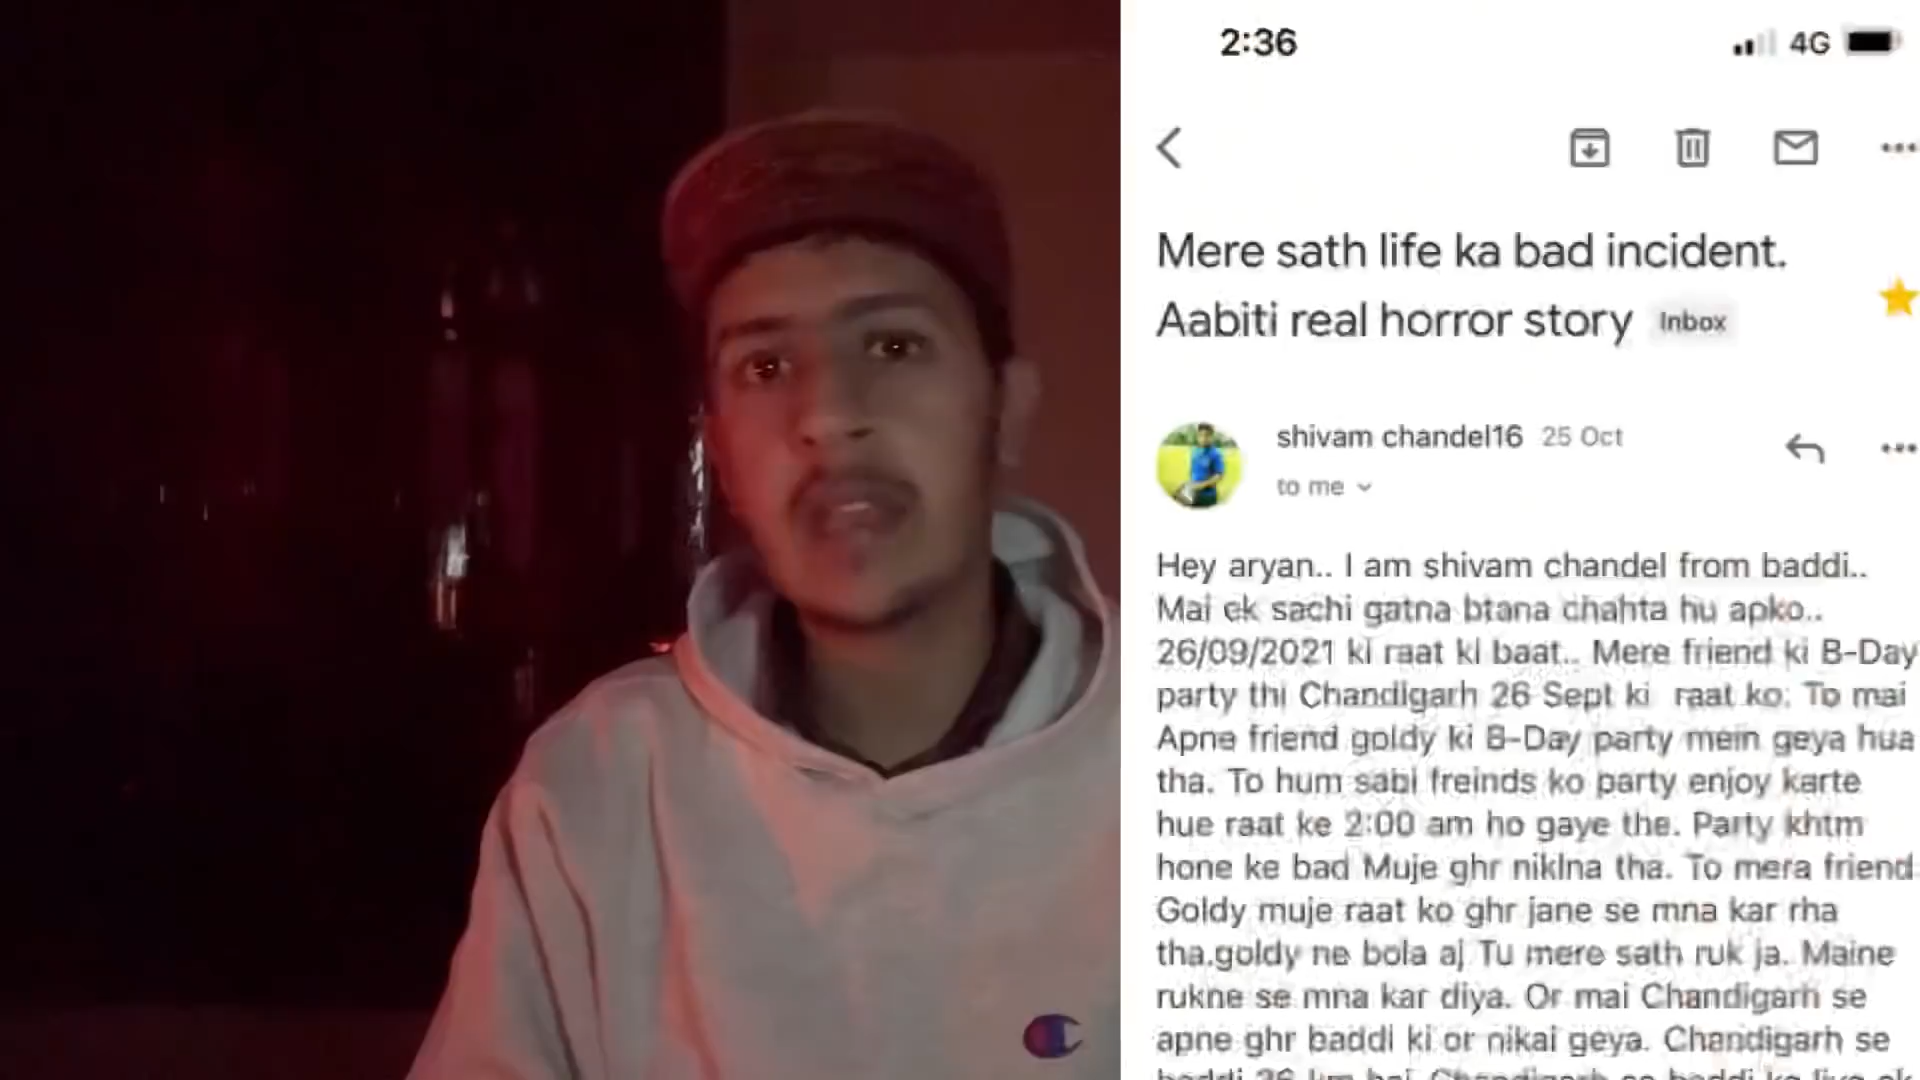 2:36
4G
Mere sath life ka bad incident.
Aabiti real horror story Inbox
shivam chandel16 25 Oct
to me
Hey aryan.. I am shivam chandel from baddi..
Mai ek sachi gatna btana chahta hu apko..
26/09/2021 ki raat ki baat.. Mere friend ki B-Day
party thi Chandigarh 26 Sept ki raat ko. To mai
Apne friend goldy ki B-Day party mein geya hua
tha. To hum sabi freinds ko party enjoy karte
hue raat ke 2:00 am ho gaye the. Party khtm
hone ke bad Muje ghr niklna tha. To mera friend
Goldy muje raat ko ghr jane se mna kar rha
tha.goldy ne bola aj Tu mere sath ruk ja. Maine
rukne se mna kar diya. Or mai Chandigarh se
apne ghr baddi ki or nikal geya. Chandigarh se